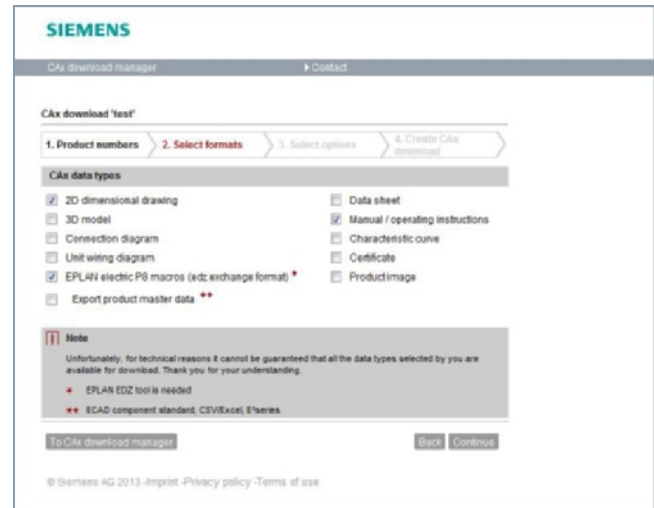 SIEMENS
CAx download manager
Contact
CAx download 'test'
1. Product numbers
2. Select formats
3. Select options
4. Create CAx
download
CAx data types
2D dimensional drawing
Data sheet
3D model
Manual / operating instructions
Connection diagram
Characteristic curve
Unit wiring diagram
Certificate
EPLAN electric P8 macros (edz exchange format) *
Product image
Export product master data **
Note
Unfortunately, for technical reasons it cannot be guaranteed that all the data types selected by you are
available for download. Thank you for your understanding.
* EPLAN EDZ tool is needed
** ECAD component standard, CSV/Excel, E³series
To CAx download manager
Back
Continue
© Siemens AG 2013 -Imprint -Privacy policy -Terms of use